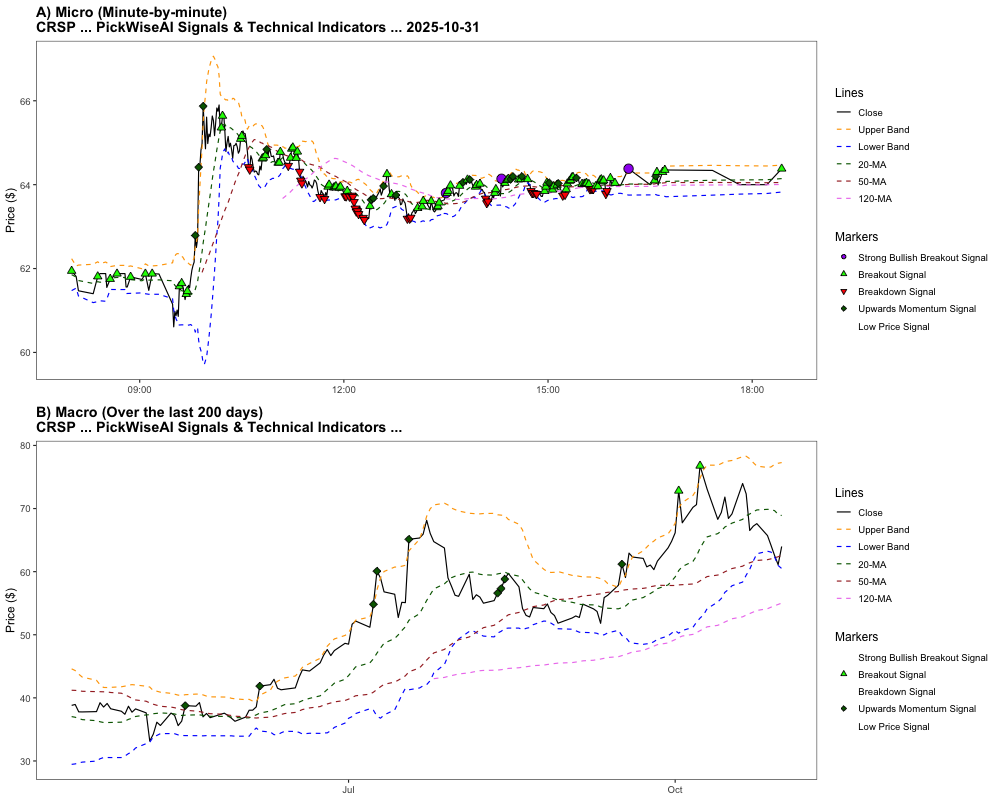 A) Micro (Minute-by-minute)
CRSP ... PickWiseAI Signals & Technical Indicators ... 2025-10-31
Price ($)
66
64
62
60
09:00
12:00
15:00
18:00
Lines
Close
Upper Band
Lower Band
20-MA
50-MA
120-MA
Markers
Strong Bullish Breakout Signal
Breakout Signal
Breakdown Signal
Upwards Momentum Signal
Low Price Signal
B) Macro (Over the last 200 days)
CRSP ... PickWiseAI Signals & Technical Indicators ...
Price ($)
80
70
60
50
40
30
Jul
Oct
Lines
Close
Upper Band
Lower Band
20-MA
50-MA
120-MA
Markers
Strong Bullish Breakout Signal
Breakout Signal
Breakdown Signal
Upwards Momentum Signal
Low Price Signal